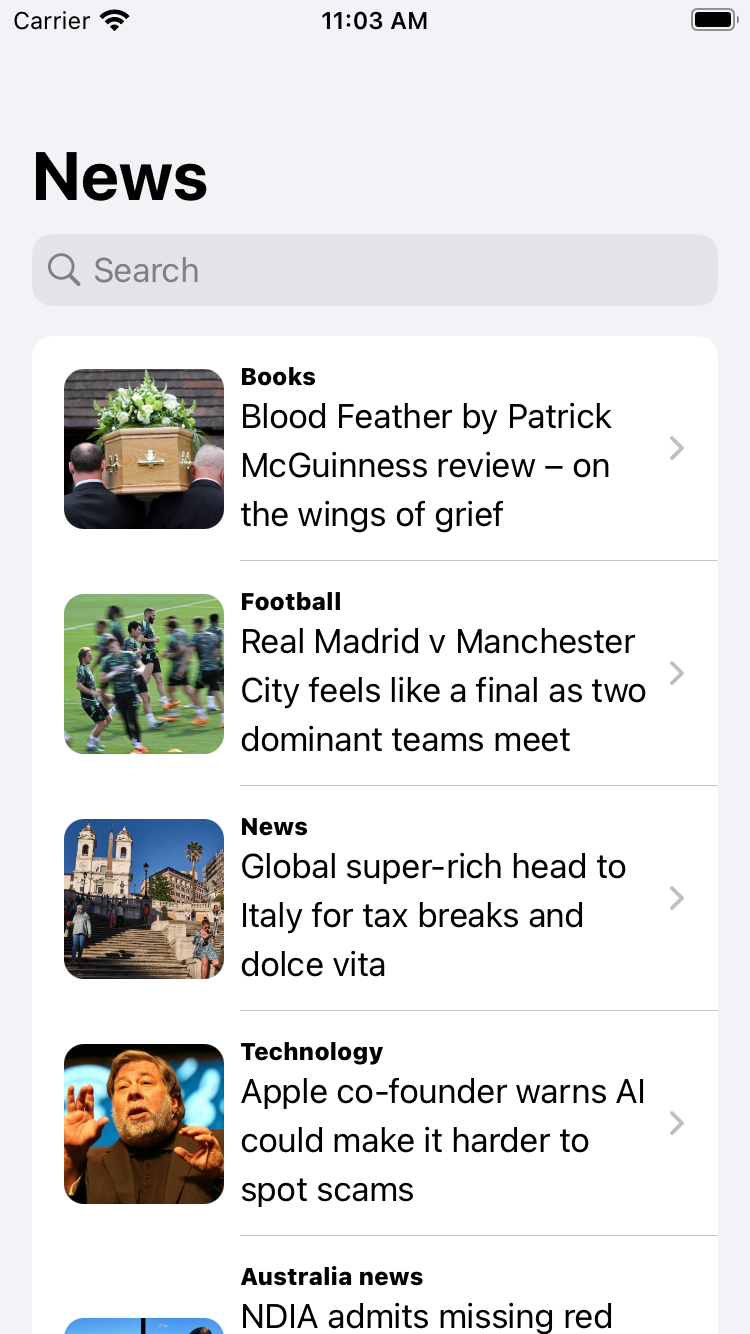 Carrier 11:03 AM
News
Search
Books
Blood Feather by Patrick
McGuinness review – on
the wings of grief
Football
Real Madrid v Manchester
City feels like a final as two
dominant teams meet
News
Global super-rich head to
Italy for tax breaks and
dolce vita
Technology
Apple co-founder warns AI
could make it harder to
spot scams
Australia news
NDIA admits missing red